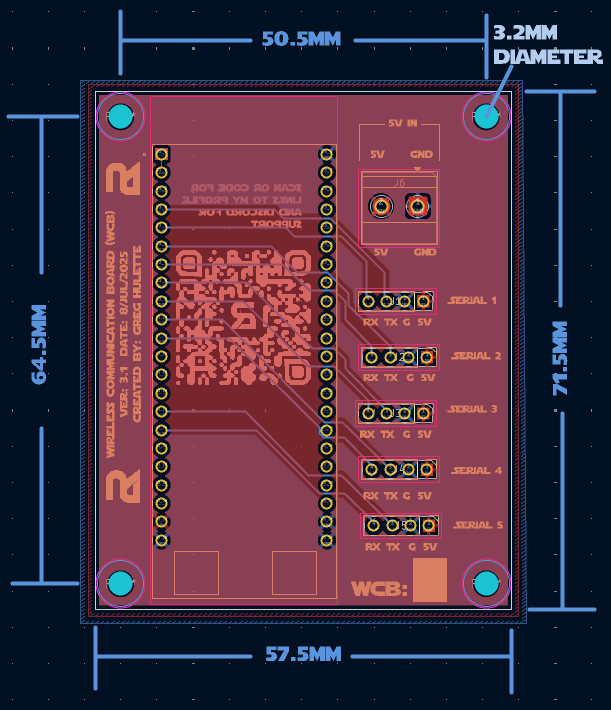 50.5MM
3.2MM
DIAMETER
5V IN
5V GND
J6
5V GND
SCAN QR CODE FOR
LINKS TO MY PROFILE
AND DISCORD FOR
SUPPORT
WIRELESS COMMUNICATION BOARD (WCB)
VER: 3.1 DATE: 8/JUL/2025
CREATED BY: GREG HULETTE
SERIAL 1
RX TX G 5V
SERIAL 2
RX TX G 5V
SERIAL 3
RX TX G 5V
SERIAL 4
RX TX G 5V
SERIAL 5
RX TX G 5V
WCB:
64.5MM
71.5MM
57.5MM